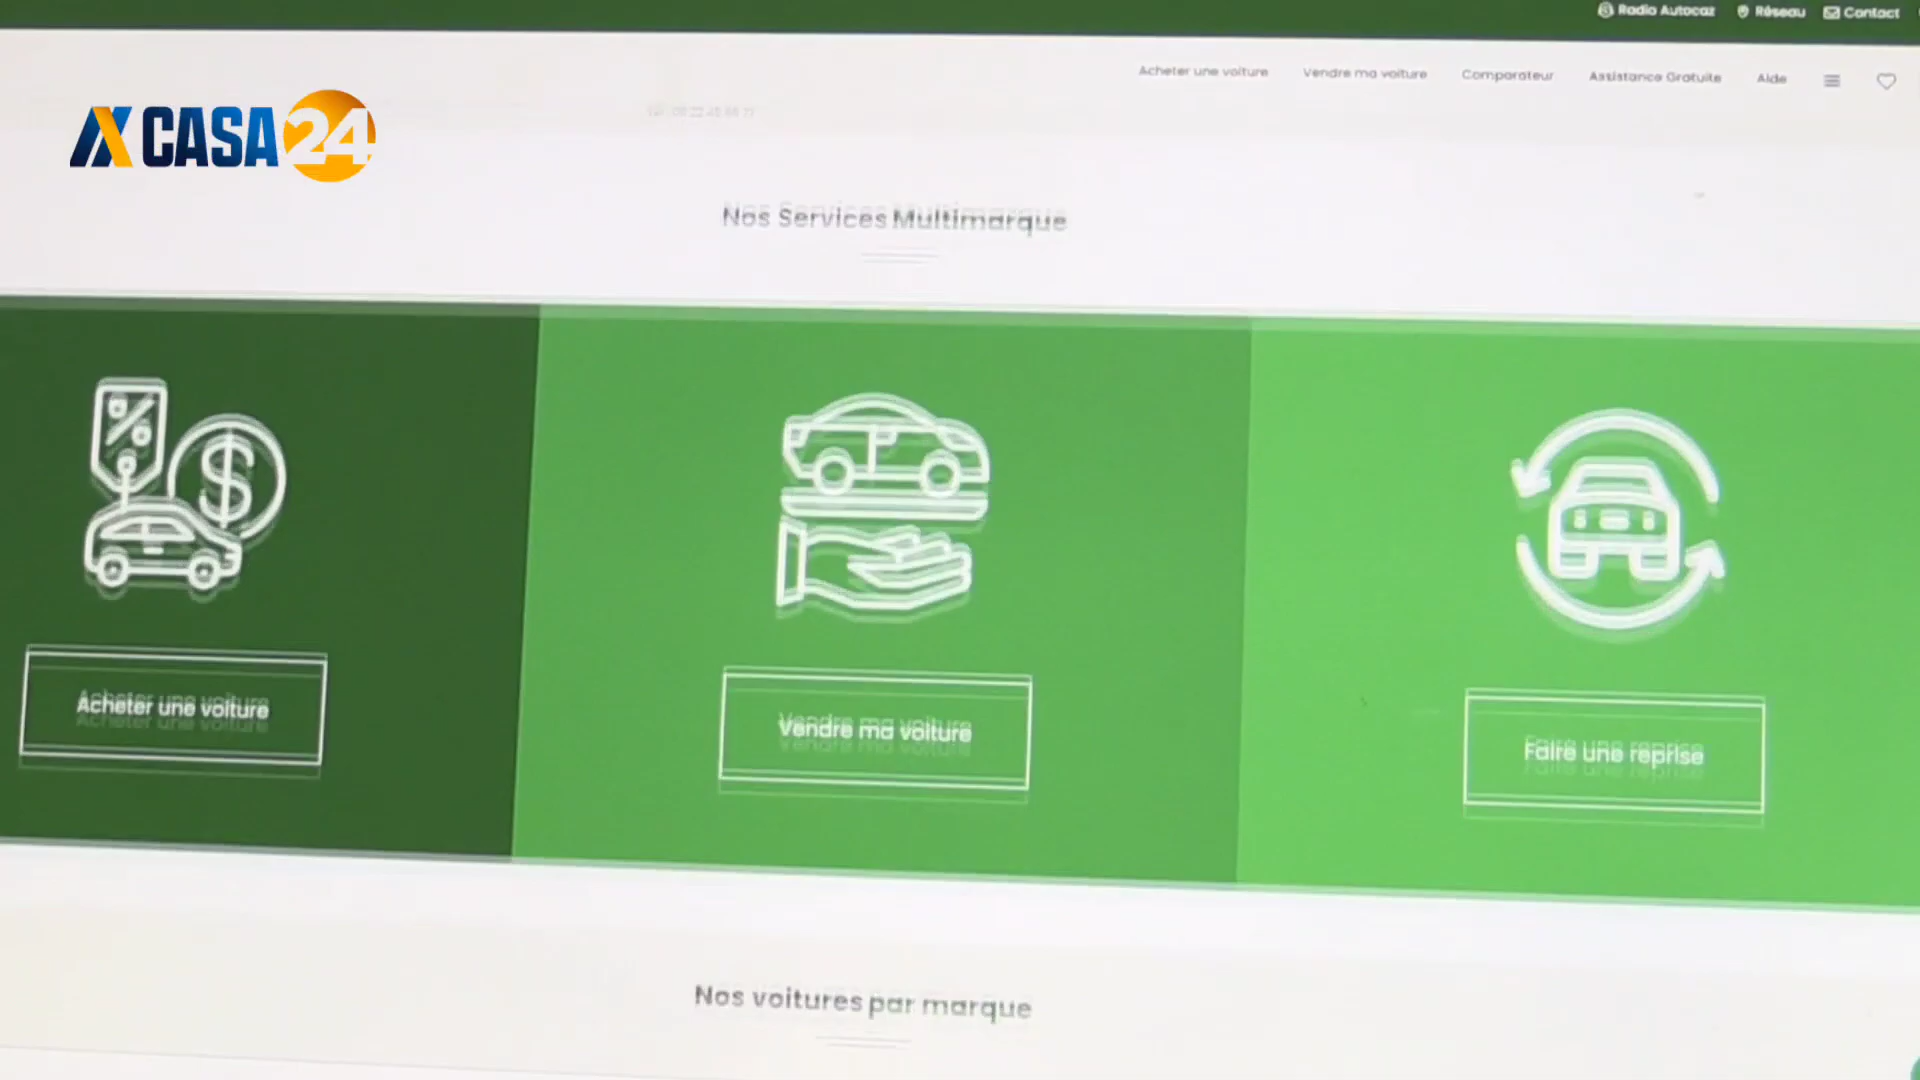 Radio Autocaz Réseau Contact
Acheter une voiture Vendre ma voiture Comparateur Assistance Gratuite Aide
CASA 24
Nos Services Multimarque
Acheter une voiture
Vendre ma voiture
Faire une reprise
Nos voitures par marque